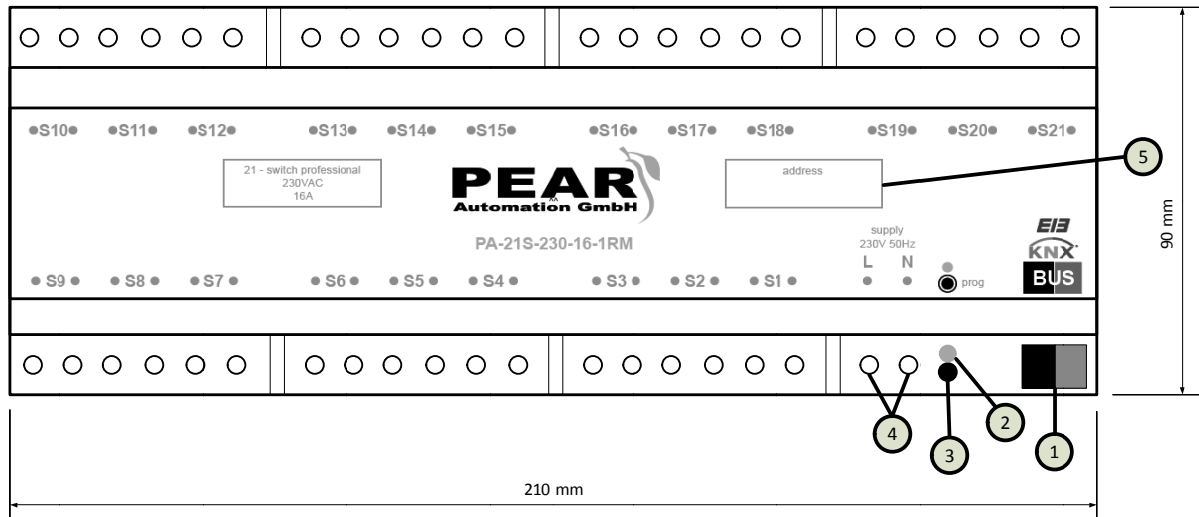 S10 S11 S12 S13 S14 S15 S16 S17 S18 S19 S20 S21
21 - switch professional
230VAC
16A
PEAR
Automation GmbH
address
5
PA-21S-230-16-1RM
supply
230V 50Hz
L N
prog
EIB
KNX
BUS
90 mm
S9 S8 S7 S6 S5 S4 S3 S2 S1
4
3
2
1
210 mm